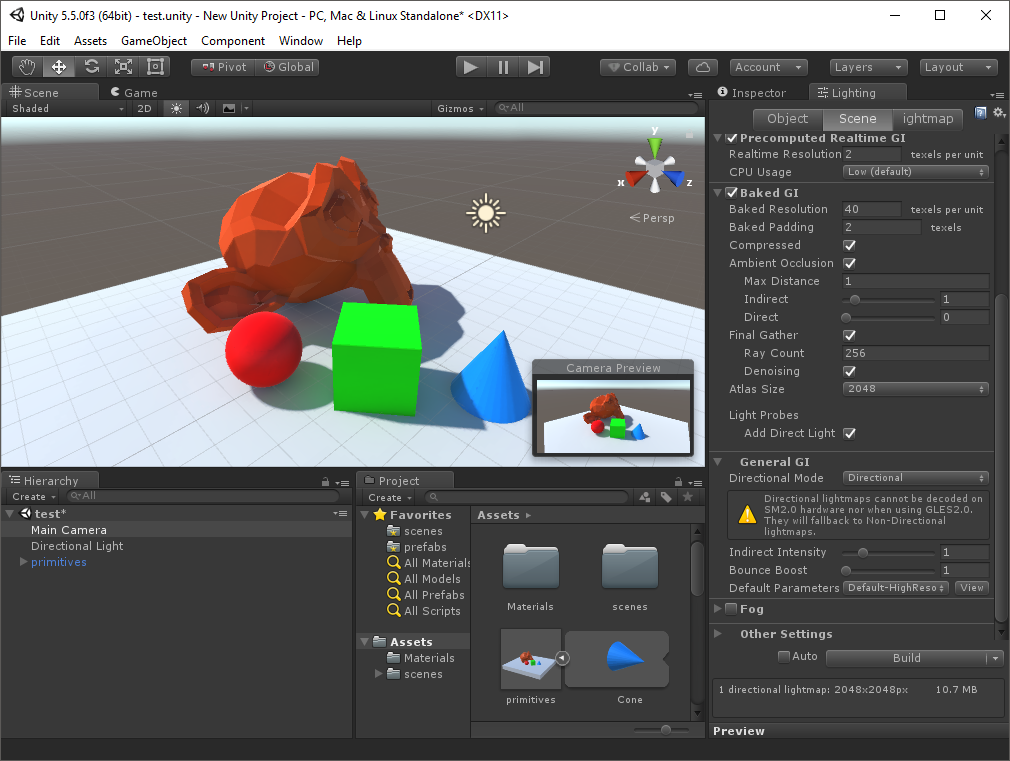 Unity 5.5.0f3 (64bit) - test.unity - New Unity Project - PC, Mac & Linux Standalone* <DX11>
File Edit Assets GameObject Component Window Help
Pivot Global Collab Account Layers Layout
Scene Game
Shaded 2D Gizmos All
y
x z
Persp
Camera Preview
Hierarchy
Create All
test*
Main Camera
Directional Light
primitives
Project
Create
Favorites
scenes
prefabs
All Materials
All Models
All Prefabs
All Scripts
Assets
Materials
scenes
Assets
Materials scenes
primitives Cone
Inspector Lighting
Object Scene ightmap
Precomputed Realtime GI
Realtime Resolution 2 texels per unit
CPU Usage Low (default)
Baked GI
Baked Resolution 40 texels per unit
Baked Padding 2 texels
Compressed
Ambient Occlusion
Max Distance 1
Indirect 1
Direct 0
Final Gather
Ray Count 256
Denoising
Atlas Size 2048
Light Probes
Add Direct Light
General GI
Directional Mode Directional
Directional lightmaps cannot be decoded on
SM2.0 hardware nor when using GLES2.0.
They will fallback to Non-Directional
lightmaps.
Indirect Intensity 1
Bounce Boost 1
Default Parameters Default-HighReso View
Fog
Other Settings
Auto Build
1 directional lightmap: 2048x2048px 10.7 MB
Preview